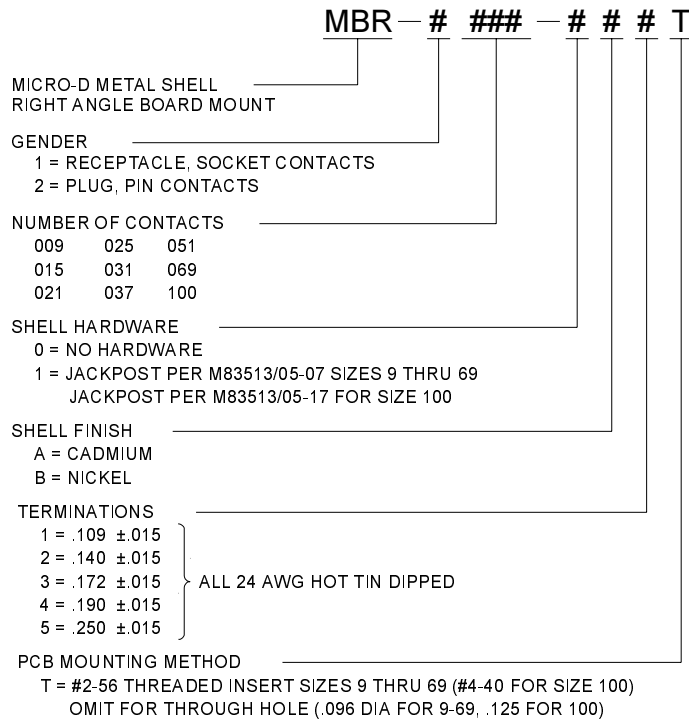 MBR — # ### — # # # T
MICRO-D METAL SHELL
RIGHT ANGLE BOARD MOUNT
GENDER
1 = RECEPTACLE, SOCKET CONTACTS
2 = PLUG, PIN CONTACTS
NUMBER OF CONTACTS
009 025 051
015 031 069
021 037 100
SHELL HARDWARE
0 = NO HARDWARE
1 = JACKPOST PER M83513/05-07 SIZES 9 THRU 69
JACKPOST PER M83513/05-17 FOR SIZE 100
SHELL FINISH
A = CADMIUM
B = NICKEL
TERMINATIONS
1 = .109 ±.015
2 = .140 ±.015
3 = .172 ±.015 ALL 24 AWG HOT TIN DIPPED
4 = .190 ±.015
5 = .250 ±.015
PCB MOUNTING METHOD
T = #2-56 THREADED INSERT SIZES 9 THRU 69 (#4-40 FOR SIZE 100)
OMIT FOR THROUGH HOLE (.096 DIA FOR 9-69, .125 FOR 100)